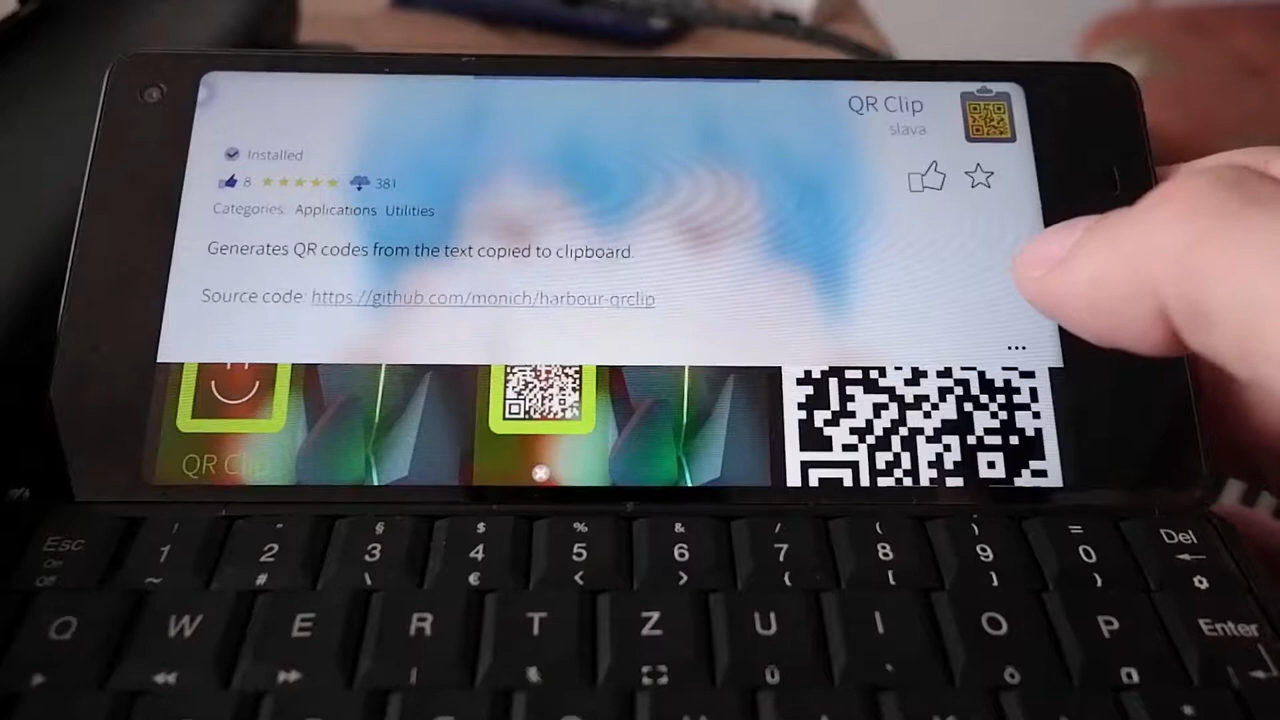 QR Clip
slava
Installed
8 381
Categories: Applications Utilities
Generates QR codes from the text copied to clipboard.
Source code: https://github.com/monich/harbour-qrclip
...
QR Clip
! " § $ % & / ( ) =
Esc 1 2 3 4 5 6 7 8 9 0 Del
On
Off ~ # \ € < > { [ ] }
Q W E R T Z U I O P Enter
Ü Ö